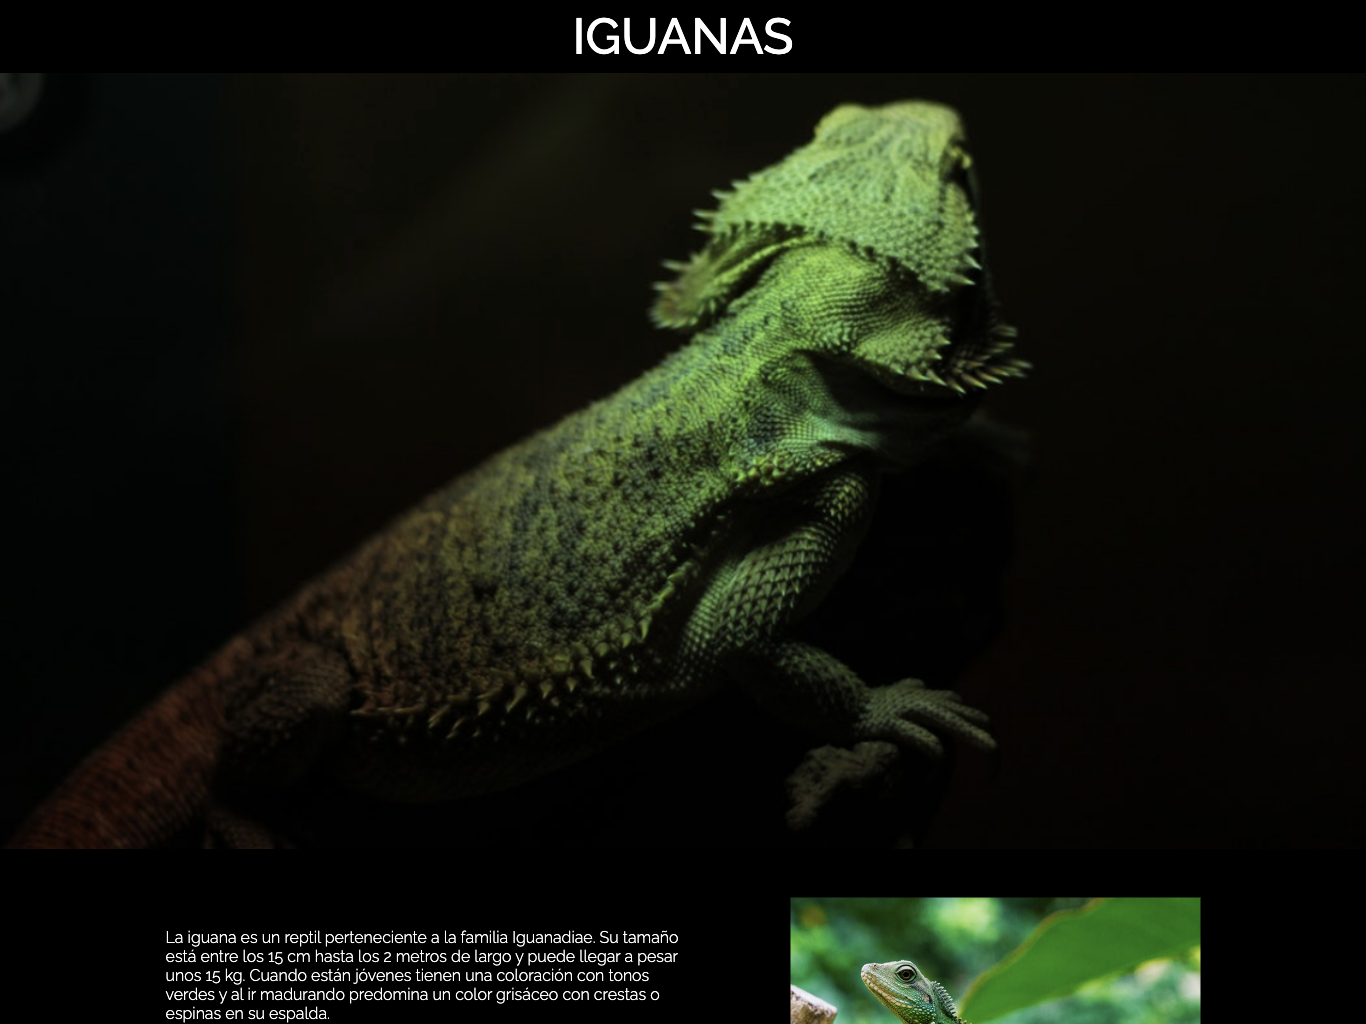 IGUANAS
La iguana es un reptil perteneciente a la familia Iguanadiae. Su tamaño
está entre los 15 cm hasta los 2 metros de largo y puede llegar a pesar
unos 15 kg. Cuando están jóvenes tienen una coloración con tonos
verdes y al ir madurando predomina un color grisáceo con crestas o
espinas en su espalda.